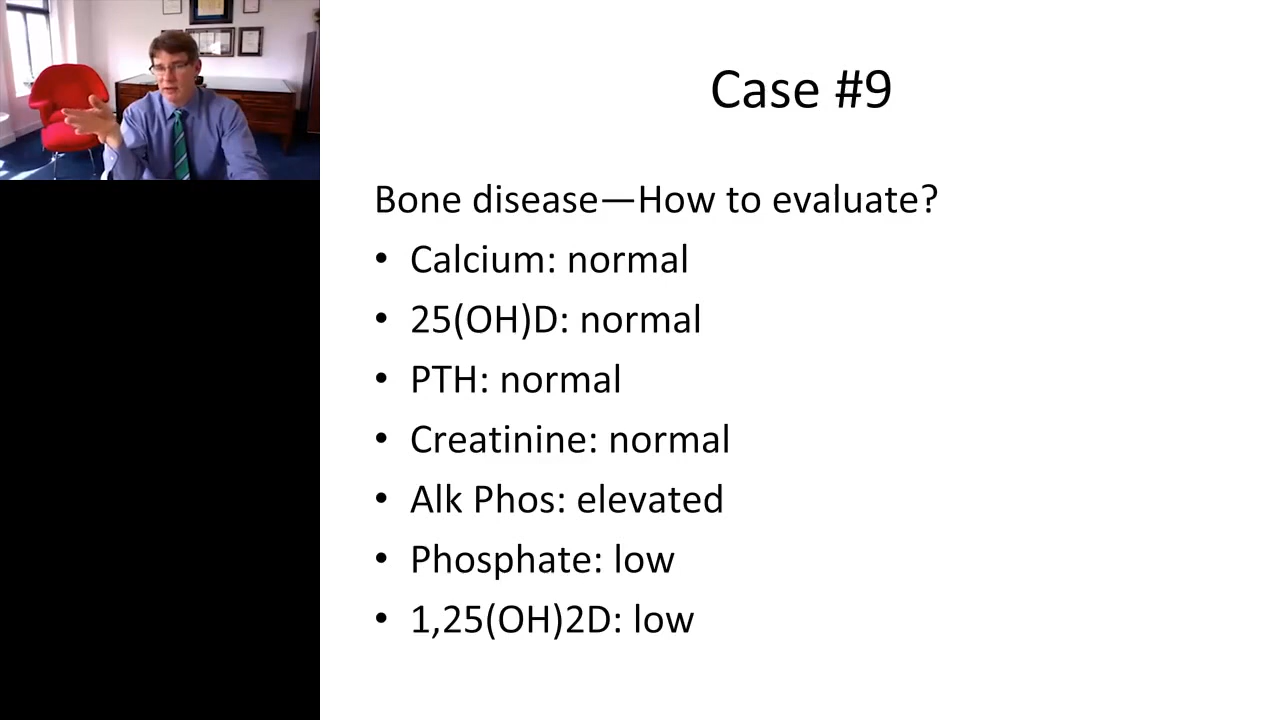 Case #9
Bone disease—How to evaluate?
• Calcium: normal
• 25(OH)D: normal
• PTH: normal
• Creatinine: normal
• Alk Phos: elevated
• Phosphate: low
• 1,25(OH)2D: low